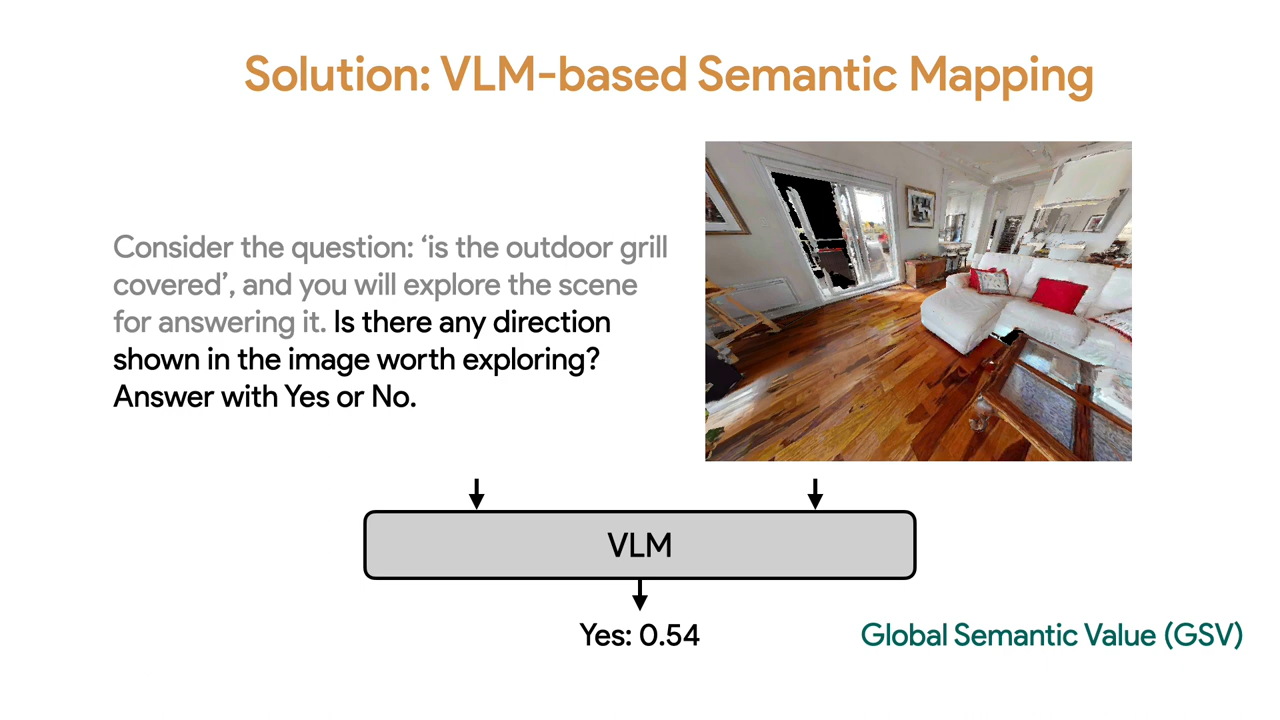 Solution: VLM-based Semantic Mapping
Consider the question: ‘is the outdoor grill
covered’, and you will explore the scene
for answering it. Is there any direction
shown in the image worth exploring?
Answer with Yes or No.
VLM
Yes: 0.54
Global Semantic Value (GSV)